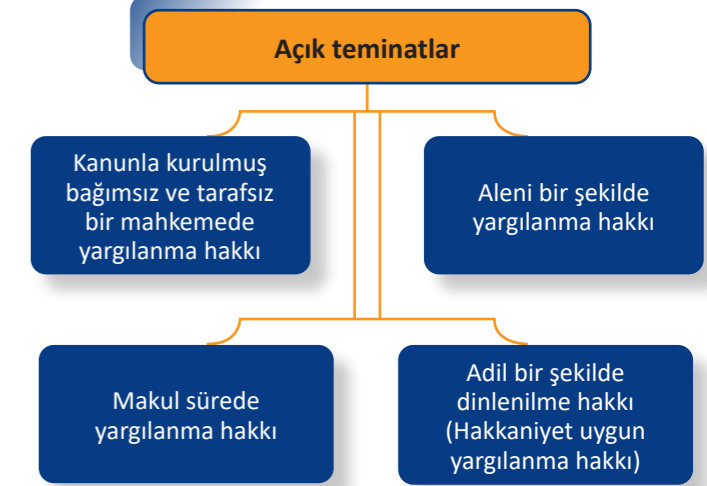 Açık teminatlar
Kanunla kurulmuş
bağımsız ve tarafsız
bir mahkemede
yargılanma hakkı
Aleni bir şekilde
yargılanma hakkı
Makul sürede
yargılanma hakkı
Adil bir şekilde
dinlenilme hakkı
(Hakkaniyet uygun
yargılanma hakkı)